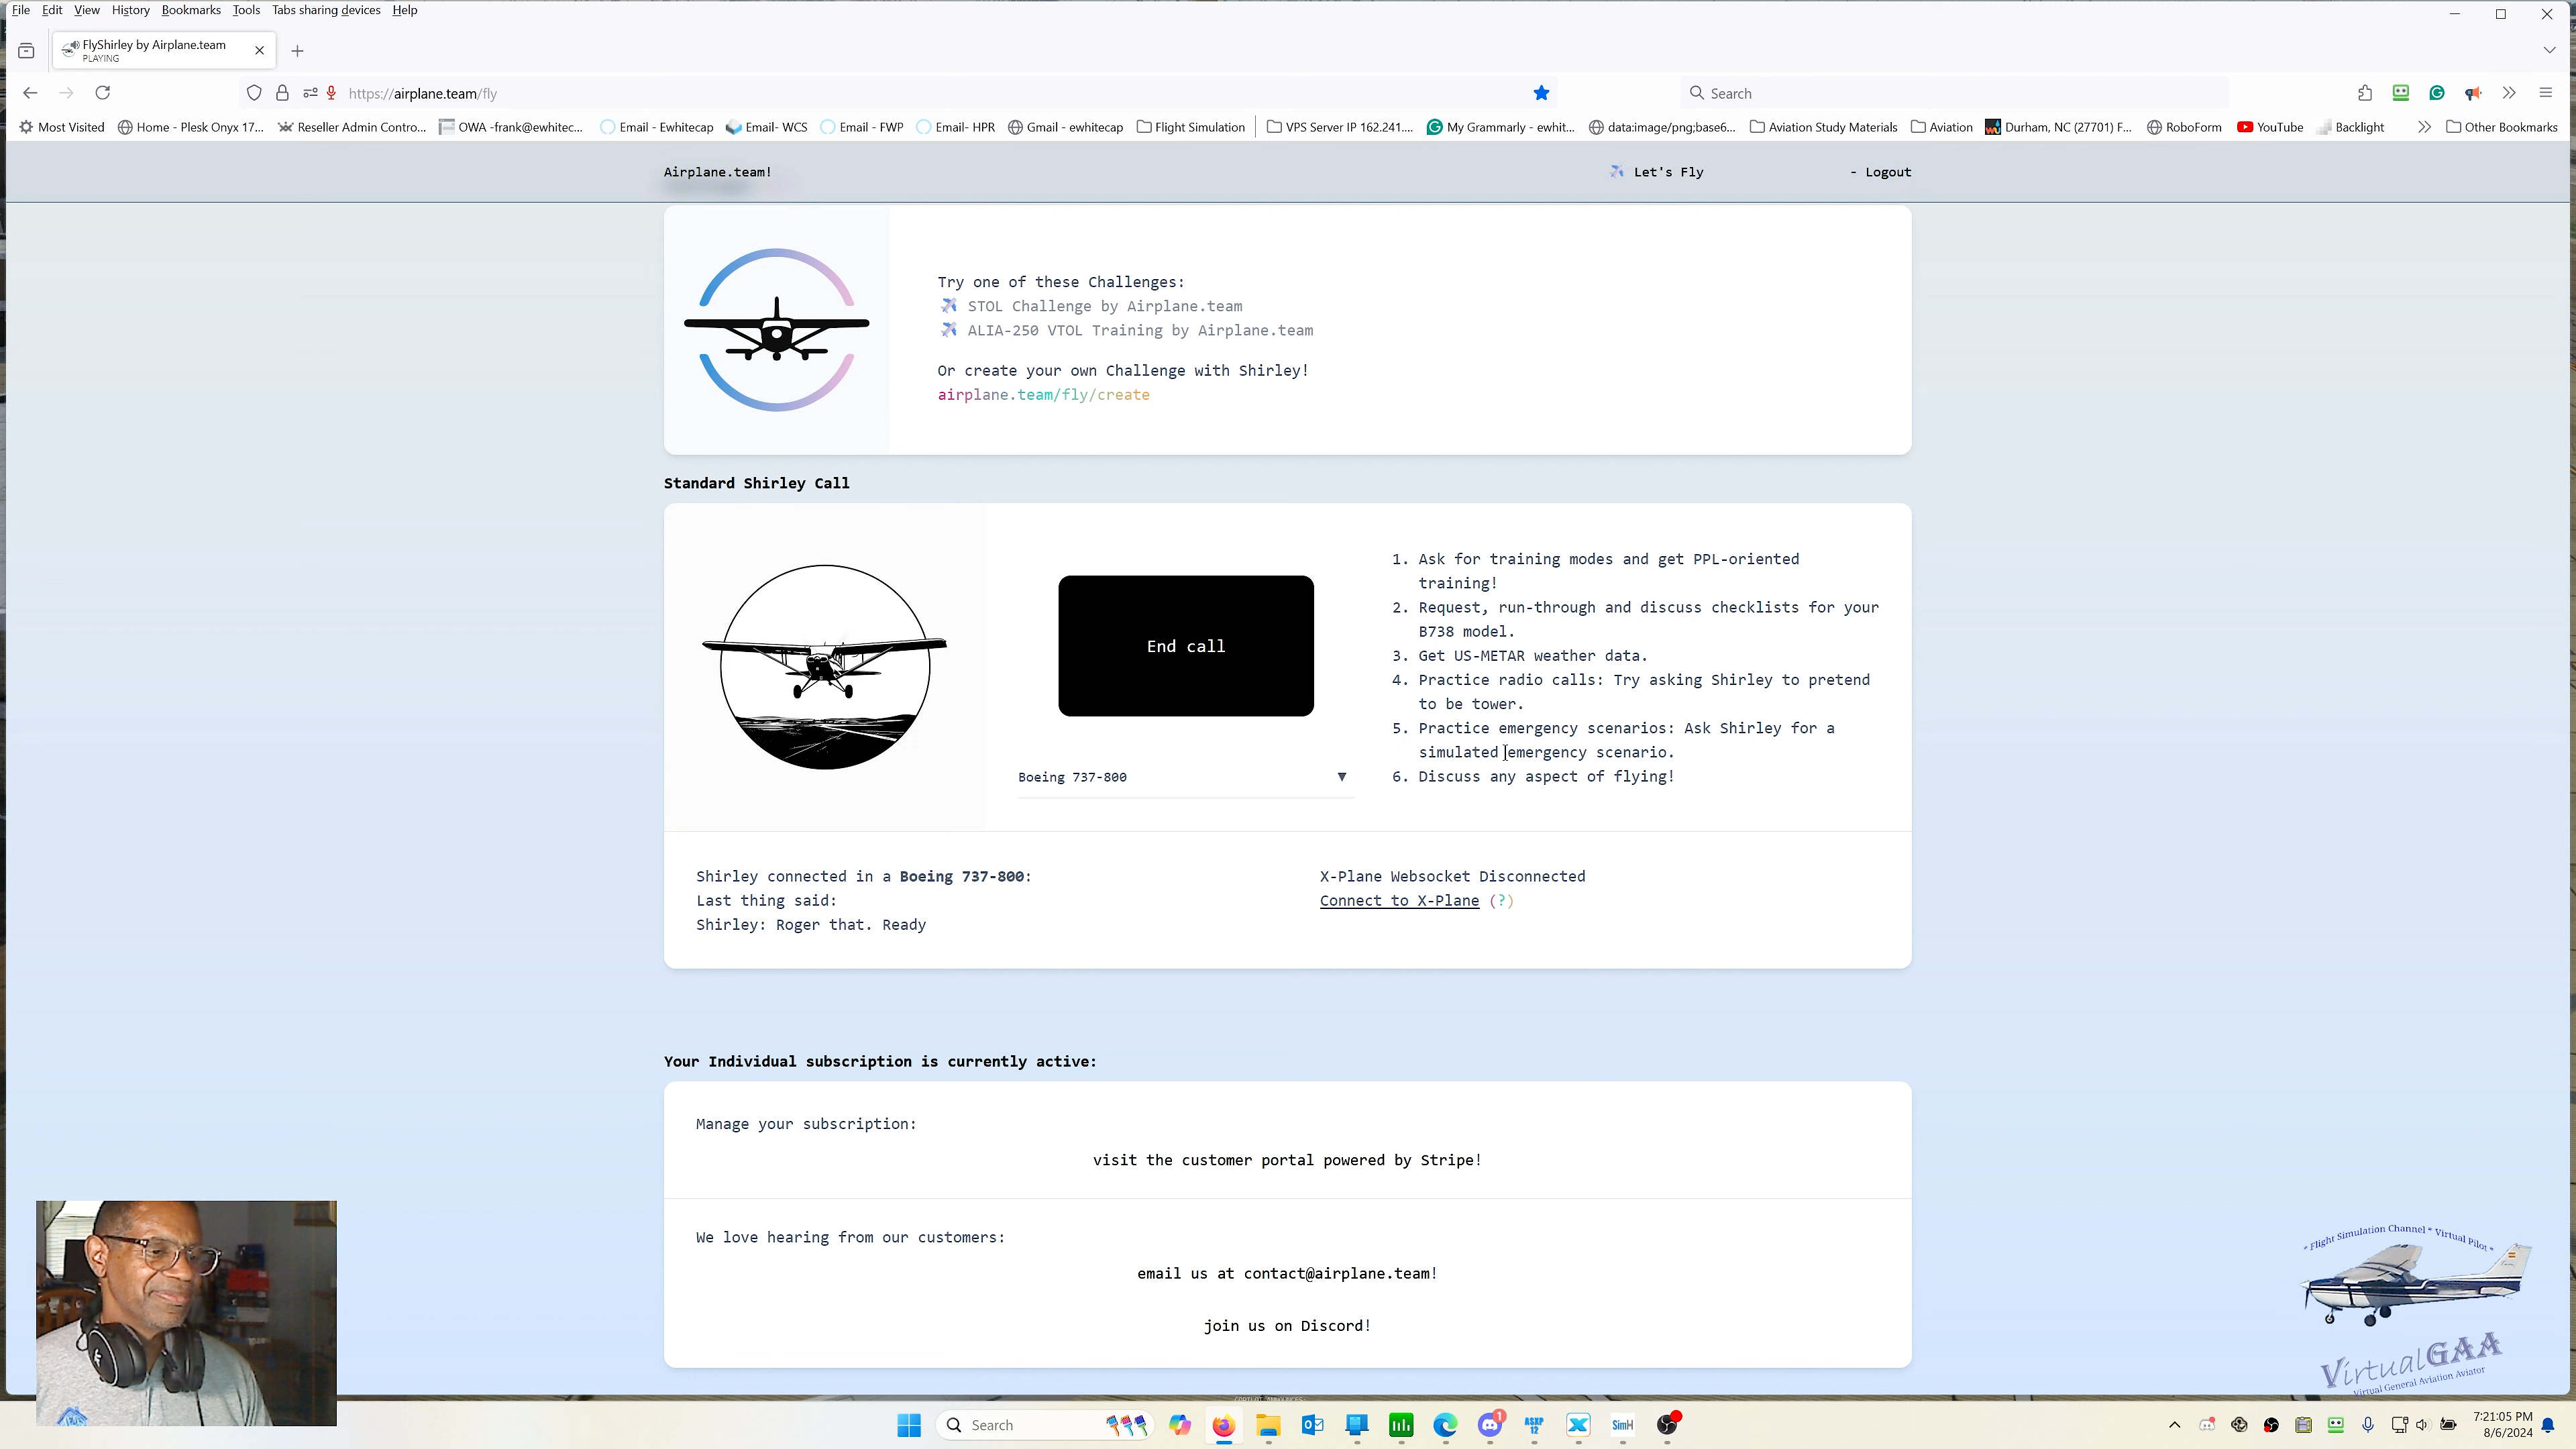 File Edit View History Bookmarks Tools Tabs sharing devices Help
FlyShirley by Airplane.team
PLAYING
https://airplane.team/fly
Search
Most Visited Home - Plesk Onyx 17... Reseller Admin Contro... OWA -frank@ewhitec... Email - Ewhitecap Email- WCS Email - FWP Email- HPR Gmail - ewhitecap Flight Simulation VPS Server IP 162.241.... My Grammarly - ewhit... data:image/png;base6... Aviation Study Materials Aviation Durham, NC (27701) F... RoboForm YouTube Backlight Other Bookmarks
Airplane.team! Let's Fly - Logout
Try one of these Challenges:
STOL Challenge by Airplane.team
ALIA-250 VTOL Training by Airplane.team
Or create your own Challenge with Shirley!
airplane.team/fly/create
Standard Shirley Call
End call
Boeing 737-800 ▼
1. Ask for training modes and get PPL-oriented
training!
2. Request, run-through and discuss checklists for your
B738 model.
3. Get US-METAR weather data.
4. Practice radio calls: Try asking Shirley to pretend
to be tower.
5. Practice emergency scenarios: Ask Shirley for a
simulated emergency scenario.
6. Discuss any aspect of flying!
Shirley connected in a Boeing 737-800:
Last thing said:
Shirley: Roger that. Ready
X-Plane Websocket Disconnected
Connect to X-Plane (?)
Your Individual subscription is currently active:
Manage your subscription:
visit the customer portal powered by Stripe!
We love hearing from our customers:
email us at contact@airplane.team!
join us on Discord!
* Flight Simulation Channel * Virtual Pilot *
VirtualGAA
Virtual General Aviation Aviator
Search
1
ASXP
12
SimH
7:21:05 PM
8/6/2024